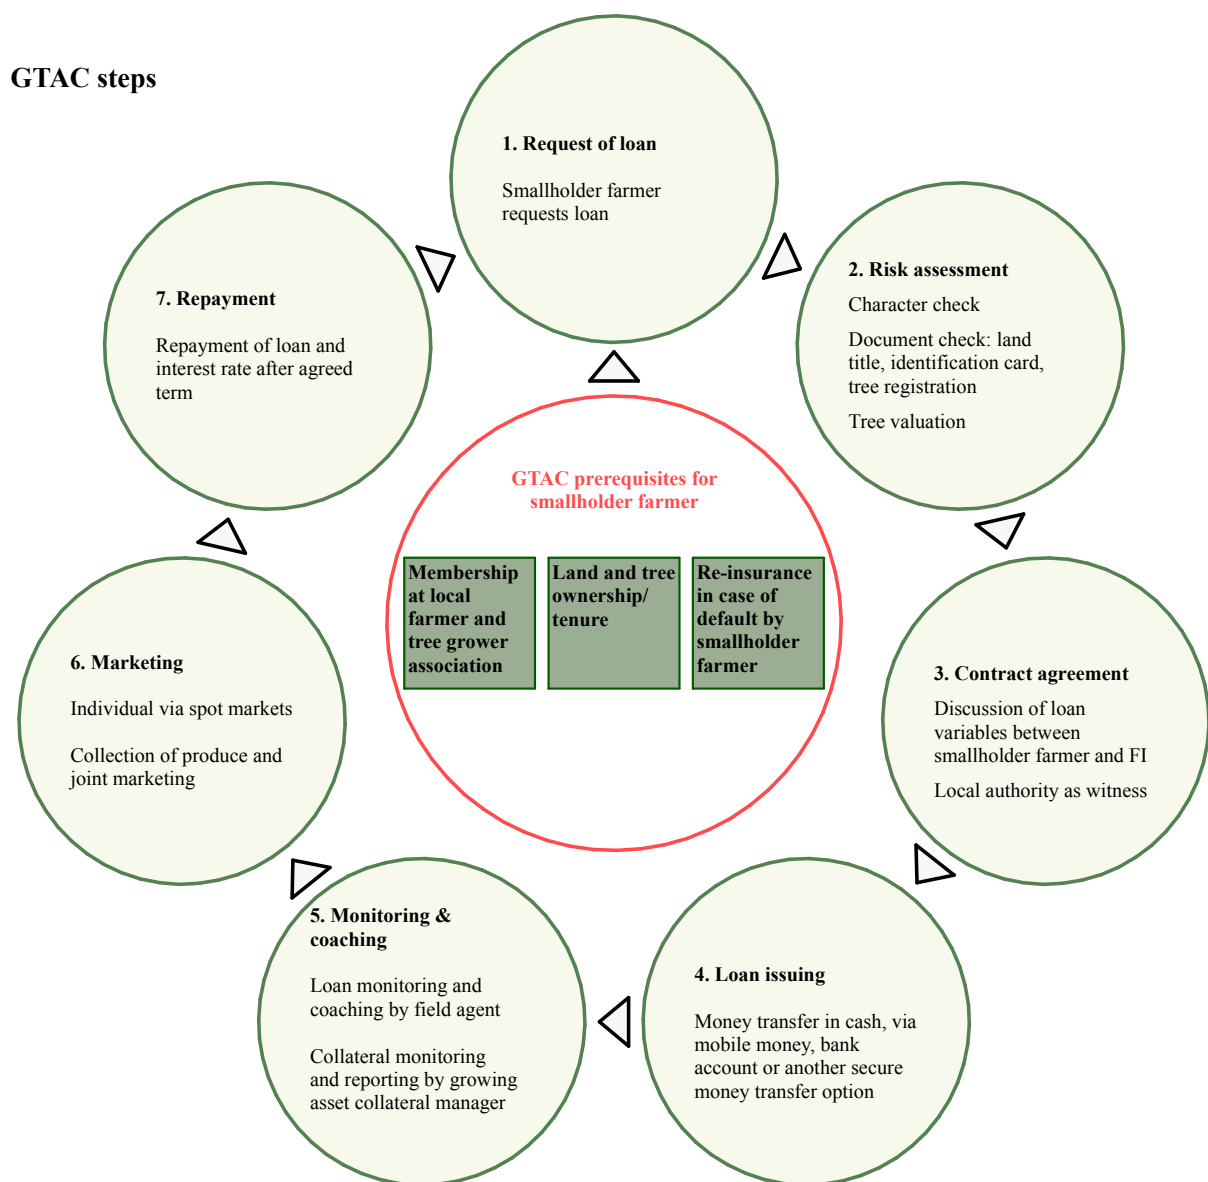 GTAC steps
1. Request of loan
Smallholder farmer
requests loan
2. Risk assessment
Character check
Document check: land
title, identification card,
tree registration
Tree valuation
3. Contract agreement
Discussion of loan
variables between
smallholder farmer and FI
Local authority as witness
4. Loan issuing
Money transfer in cash, via
mobile money, bank
account or another secure
money transfer option
5. Monitoring &
coaching
Loan monitoring and
coaching by field agent
Collateral monitoring
and reporting by growing
asset collateral manager
6. Marketing
Individual via spot markets
Collection of produce and
joint marketing
7. Repayment
Repayment of loan and
interest rate after agreed
term
GTAC prerequisites for
smallholder farmer
Membership
at local
farmer and
tree grower
association
Land and tree
ownership/
tenure
Re-insurance
in case of
default by
smallholder
farmer